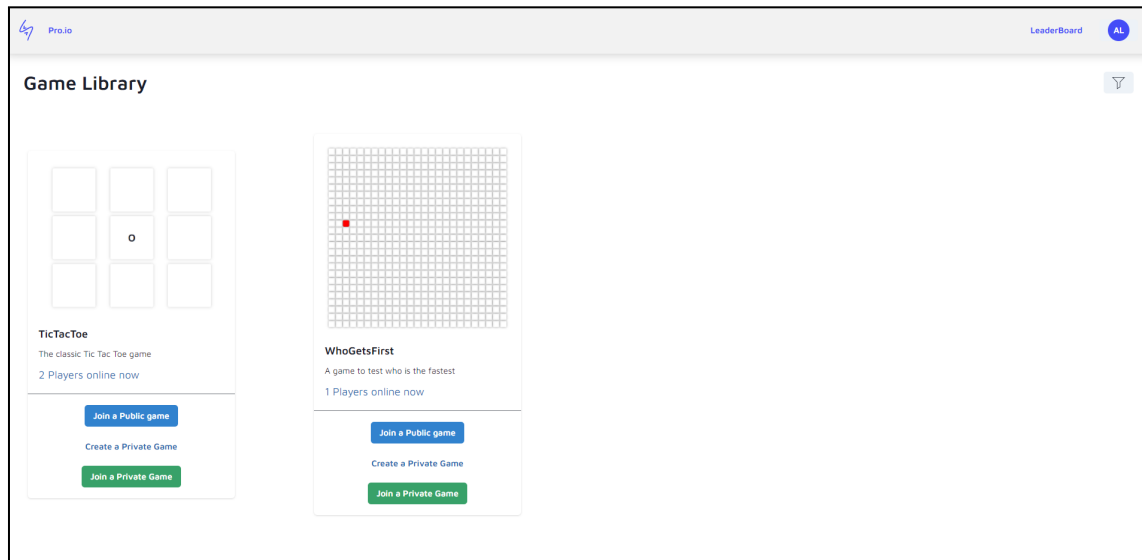 Pro.io
LeaderBoard
AL
Game Library
O
TicTacToe
The classic Tic Tac Toe game
2 Players online now
Join a Public game
Create a Private Game
Join a Private Game
WhoGetsFirst
A game to test who is the fastest
1 Players online now
Join a Public game
Create a Private Game
Join a Private Game